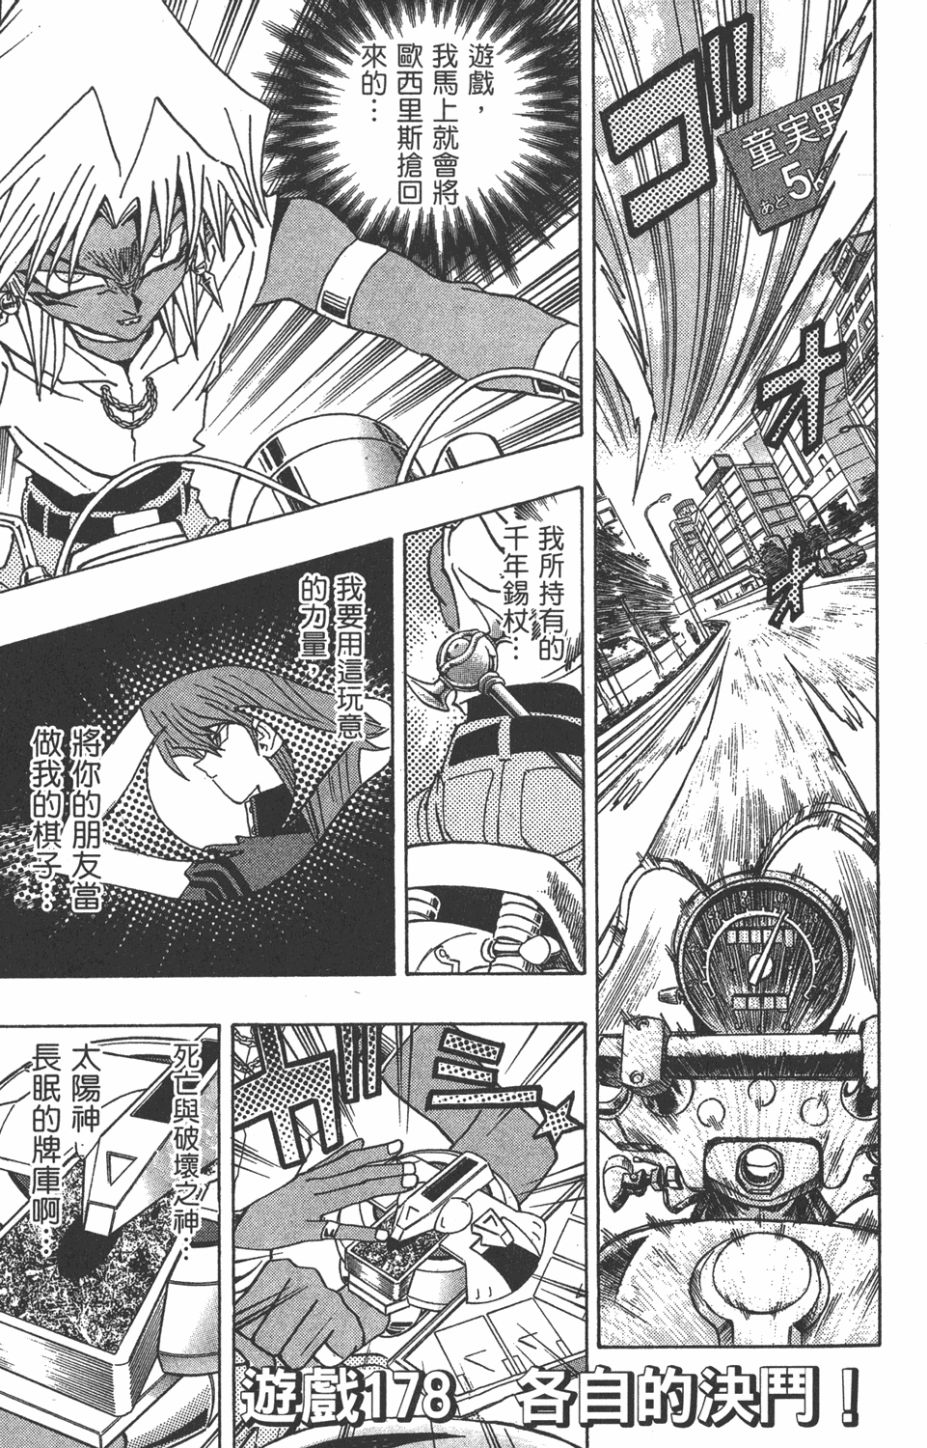 ゴゴ
童実野
あと5K
オオ
遊戲，
我馬上就會將
歐西里斯搶回
來的…
我所持有的
千年錫杖…
我要用這玩意
的力量，
將你的朋友當
做我的棋子…
死亡與破壞之神…
太陽神
長眠的牌庫啊…
遊戲178　各自的決鬥！